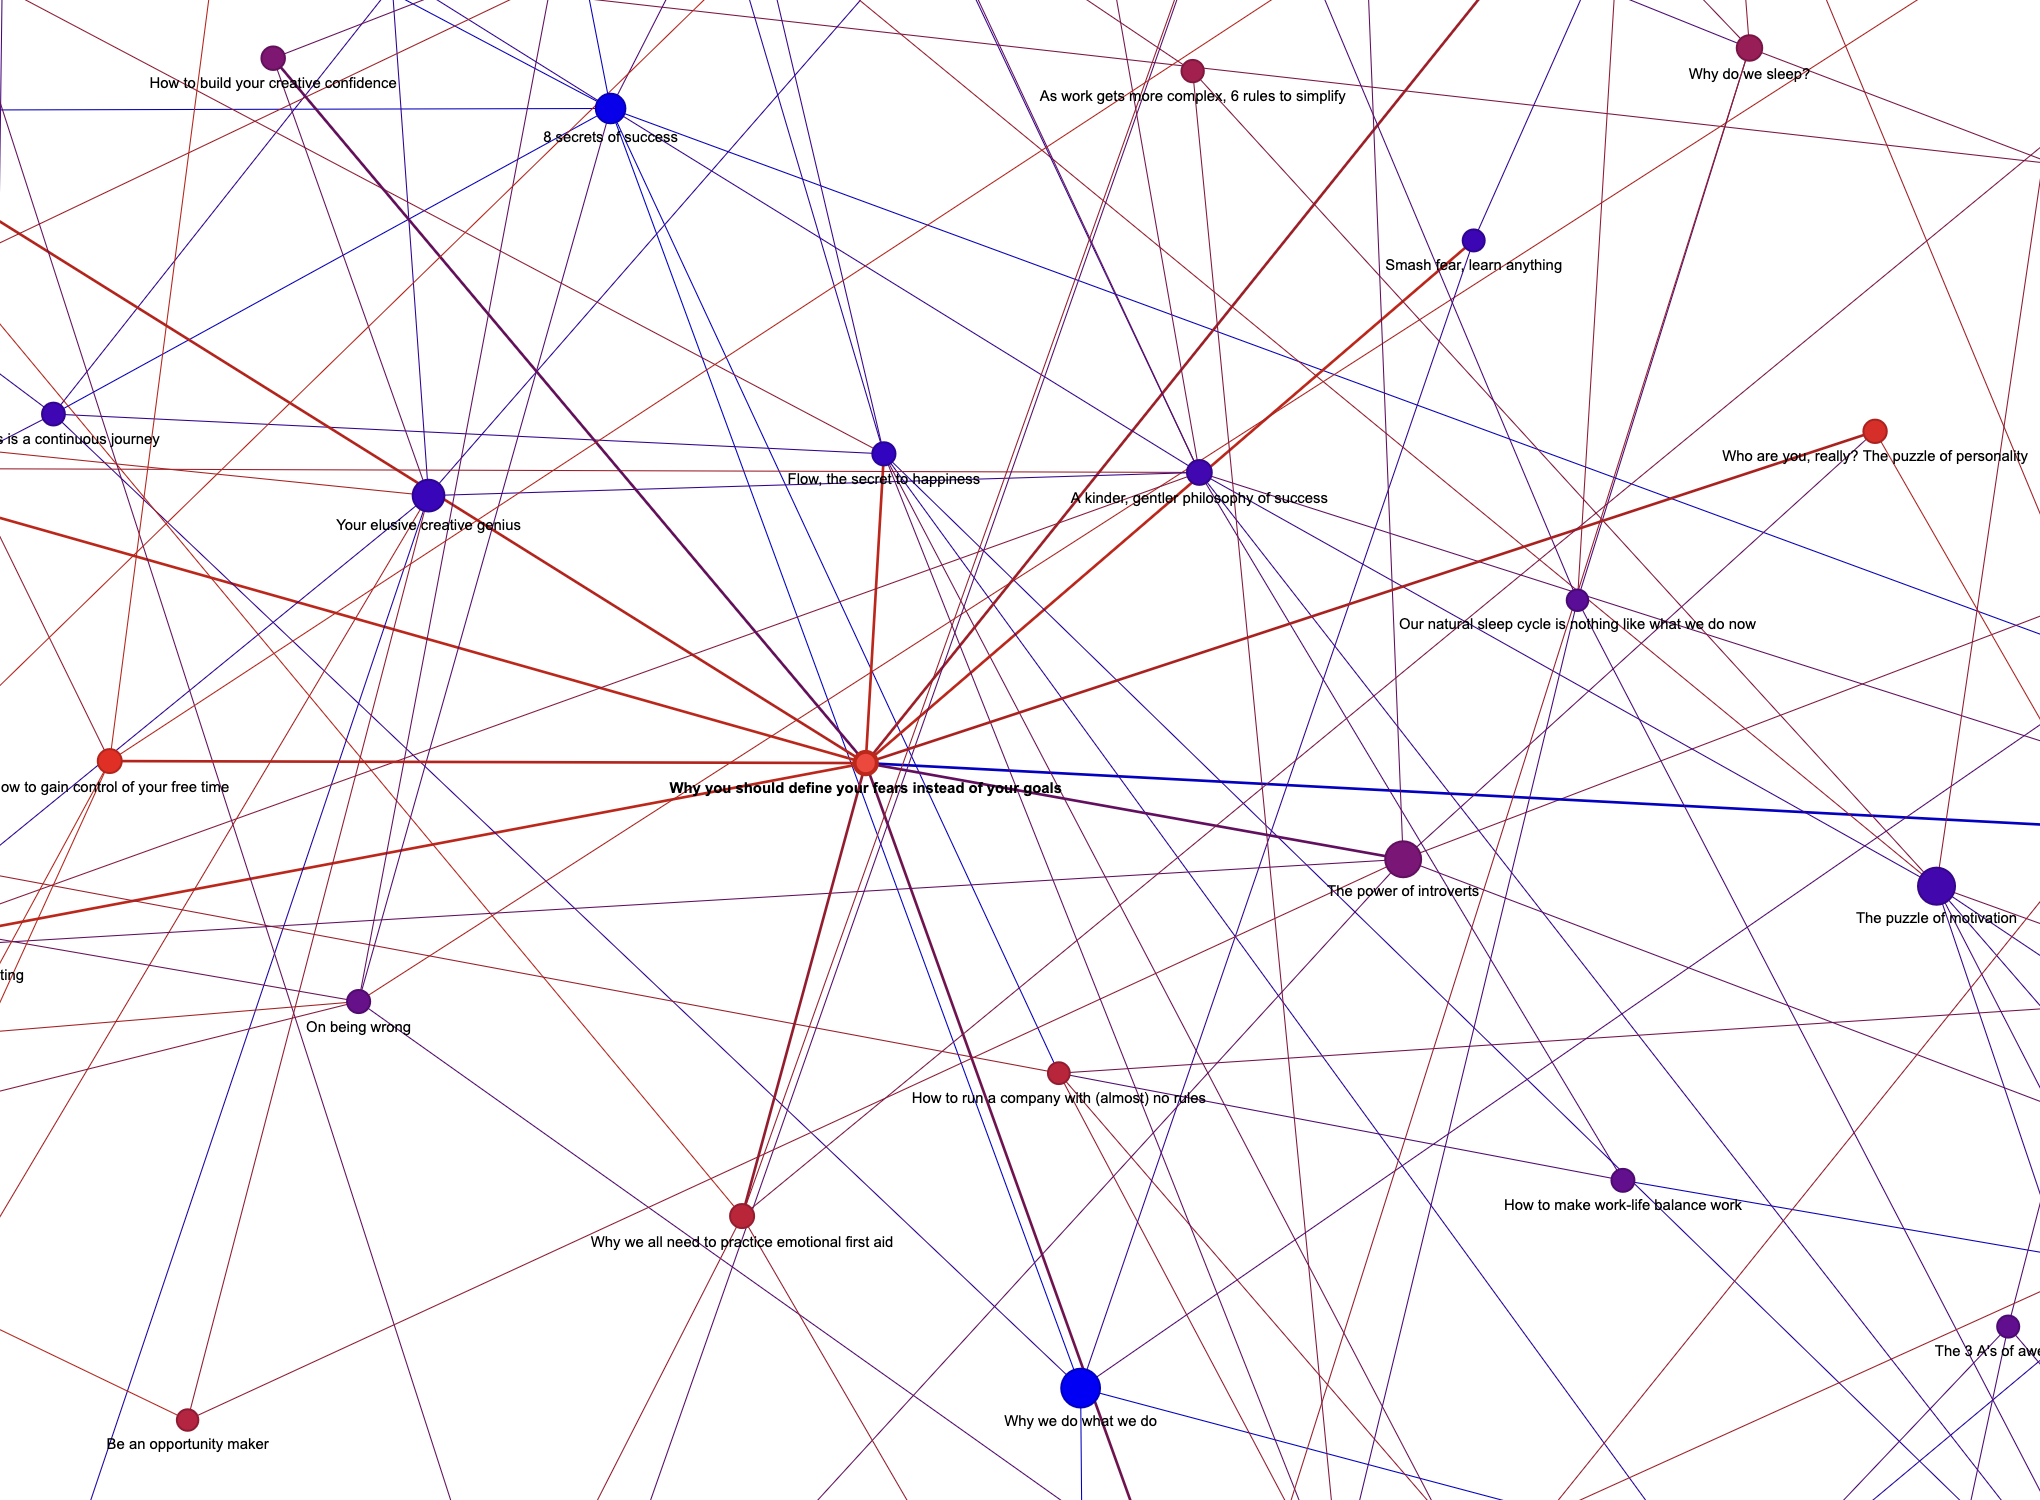 How to build your creative confidence
Why do we sleep?
As work gets more complex, 6 rules to simplify
8 secrets of success
Smash fear, learn anything
s is a continuous journey
Who are you, really? The puzzle of personality
Flow, the secret to happiness
A kinder, gentler philosophy of success
Your elusive creative genius
Our natural sleep cycle is nothing like what we do now
ow to gain control of your free time
Why you should define your fears instead of your goals
The power of introverts
The puzzle of motivation
ting
On being wrong
How to run a company with (almost) no rules
How to make work-life balance work
Why we all need to practice emotional first aid
The 3 A's of awe
Why we do what we do
Be an opportunity maker